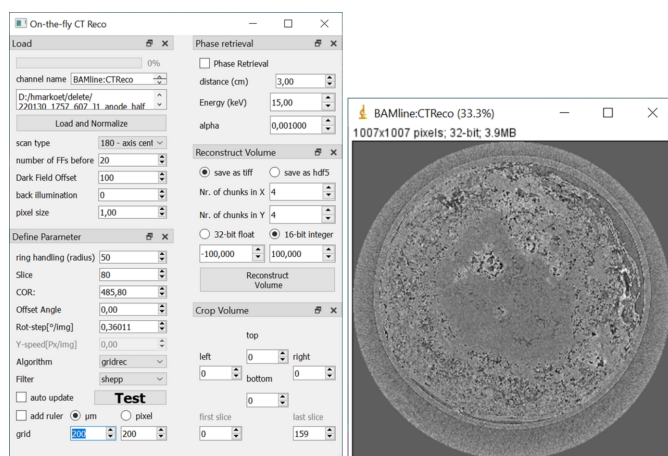 On-the-fly CT Reco
Load
0%
channel name BAMline:CTReco
D:/hmarkoet/delete/
220130_1757_607_J1_anode_half
Load and Normalize
scan type 180 - axis cent
number of FFs before 20
Dark Field Offset 100
back illumination 0
pixel size 1,00
Define Parameter
ring handling (radius) 50
Slice 80
COR: 485,80
Offset Angle 0,00
Rot-step[°/img] 0,36011
Y-speed[Px/img] 0,00
Algorithm gridrec
Filter shepp
auto update Test
add ruler µm pixel
grid 200 200
Phase retrieval
Phase Retrieval
distance (cm) 3,00
Energy (keV) 15,00
alpha 0,001000
Reconstruct Volume
save as tiff save as hdf5
Nr. of chunks in X 4
Nr. of chunks in Y 4
32-bit float 16-bit integer
-100,000 100,000
Reconstruct
Volume
Crop Volume
top
left 0 right
0 bottom 0
0
first slice last slice
0 159
BAMline:CTReco (33.3%)
1007x1007 pixels; 32-bit; 3.9MB